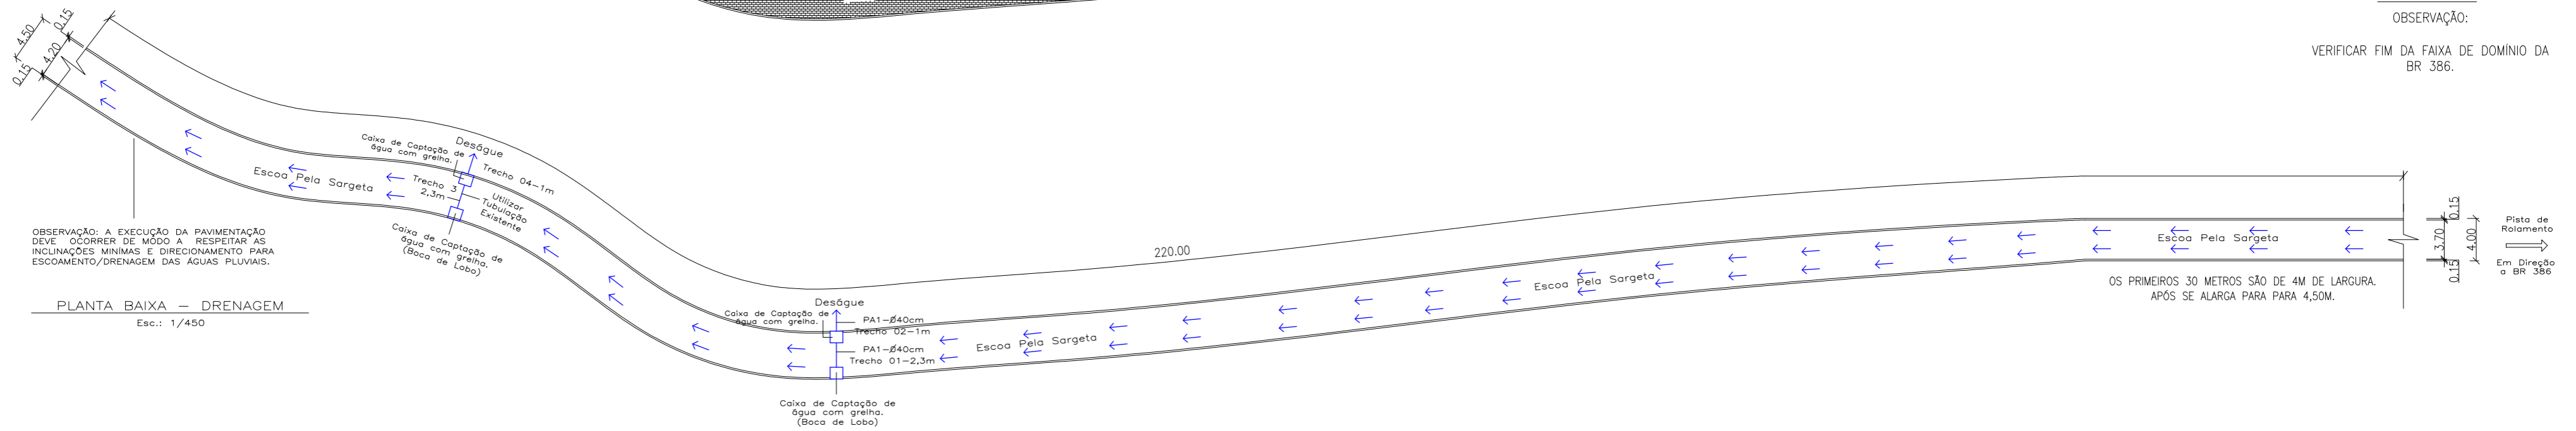 OBSERVAÇÃO:
VERIFICAR FIM DA FAIXA DE DOMÍNIO DA
BR 386.
4.50
0.15
4.20
0.15
Caixa de Captação de
água com grelha.
Deságue
Trecho 04-1m
Escoa Pela Sargeta
Trecho 3
2,3m
Utilizar
Tubulação
Existente
Caixa de Captação de
água com grelha.
(Boca de Lobo)
OBSERVAÇÃO: A EXECUÇÃO DA PAVIMENTAÇÃO
DEVE OCORRER DE MODO A RESPEITAR AS
INCLINAÇÕES MINÍMAS E DIRECIONAMENTO PARA
ESCOAMENTO/DRENAGEM DAS ÁGUAS PLUVIAIS.
PLANTA BAIXA – DRENAGEM
Esc.: 1/450
220.00
Deságue
Caixa de Captação de
água com grelha.
PA1-Ø40cm
Trecho 02-1m
PA1-Ø40cm
Trecho 01-2,3m
Escoa Pela Sargeta
Caixa de Captação de
água com grelha.
(Boca de Lobo)
Escoa Pela Sargeta
Escoa Pela Sargeta
0.15
3.70
4.00
0.15
Pista de
Rolamento
Em Direção
a BR 386
OS PRIMEIROS 30 METROS SÃO DE 4M DE LARGURA.
APÓS SE ALARGA PARA PARA 4,50M.